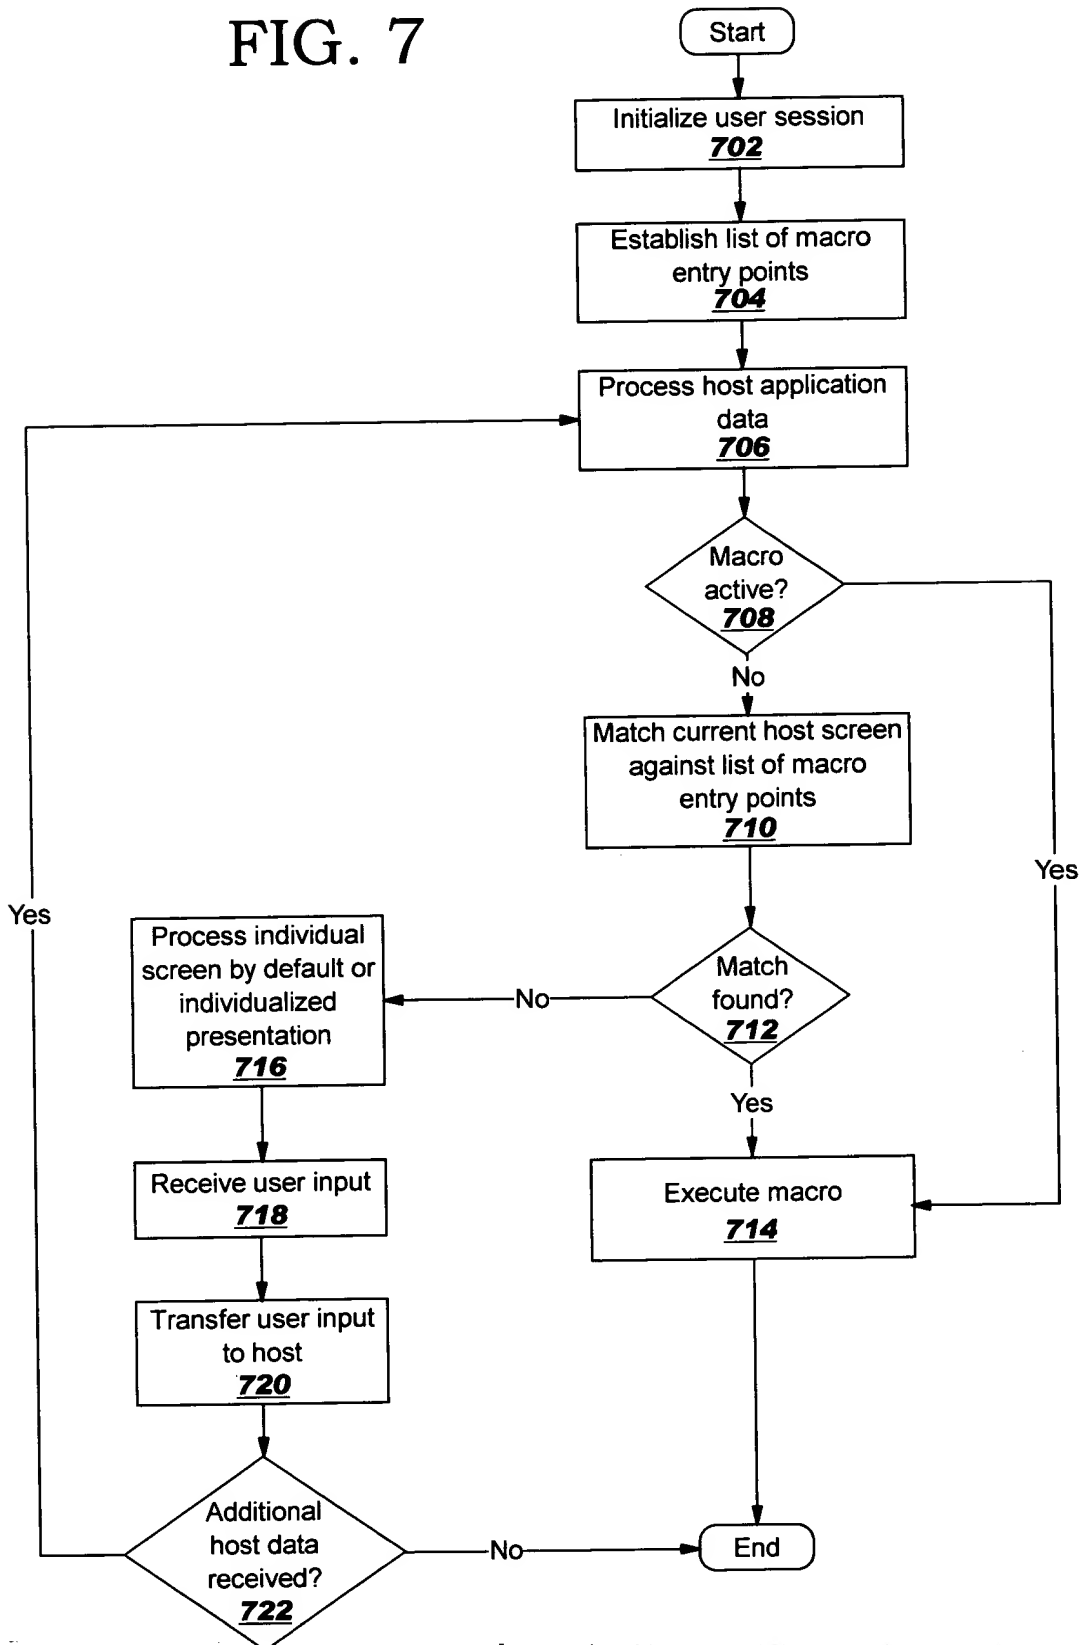 FIG. 7
Start
Initialize user session
702
Establish list of macro
entry points
704
Process host application
data
706
Macro
active?
708
No
Yes
Match current host screen
against list of macro
entry points
710
Match
found?
712
No
Yes
Process individual
screen by default or
individualized
presentation
716
Yes
Receive user input
718
Execute macro
714
Transfer user input
to host
720
Additional
host data
received?
722
No
End